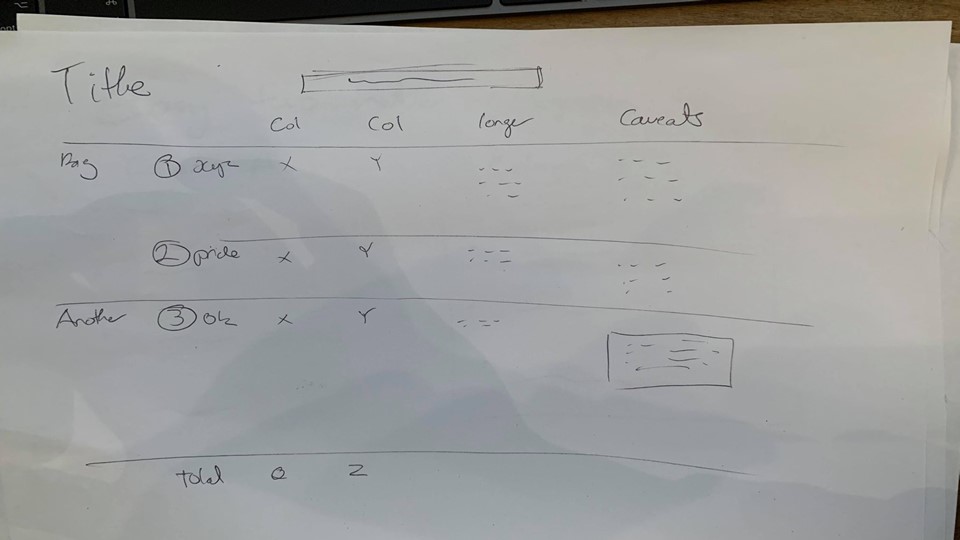 Title
Col Col longer Caveats
Bag 1 xyz X Y
2 pride X Y
Another 3 Ok X Y
total Q Z